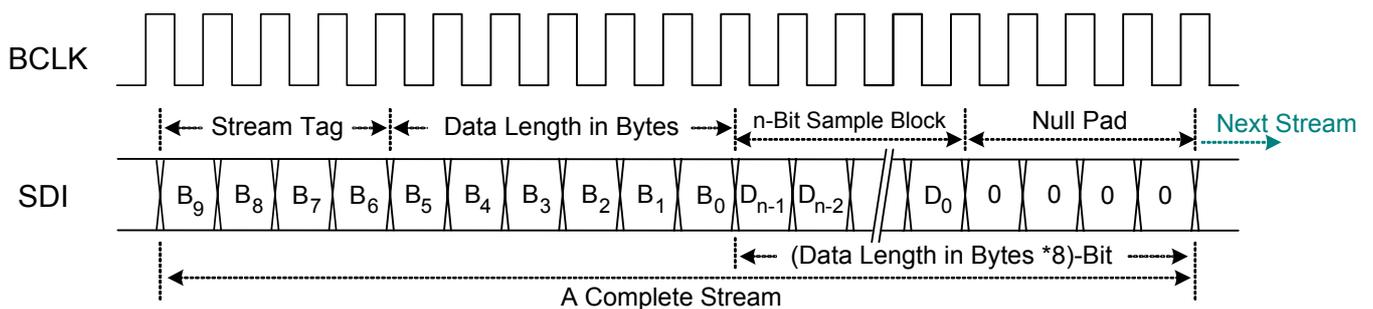 BCLK
Stream Tag
Data Length in Bytes
n-Bit Sample Block
Null Pad
Next Stream
SDI
B9 B8 B7 B6 B5 B4 B3 B2 B1 B0 Dn-1 Dn-2 D0 0 0 0 0
(Data Length in Bytes *8)-Bit
A Complete Stream